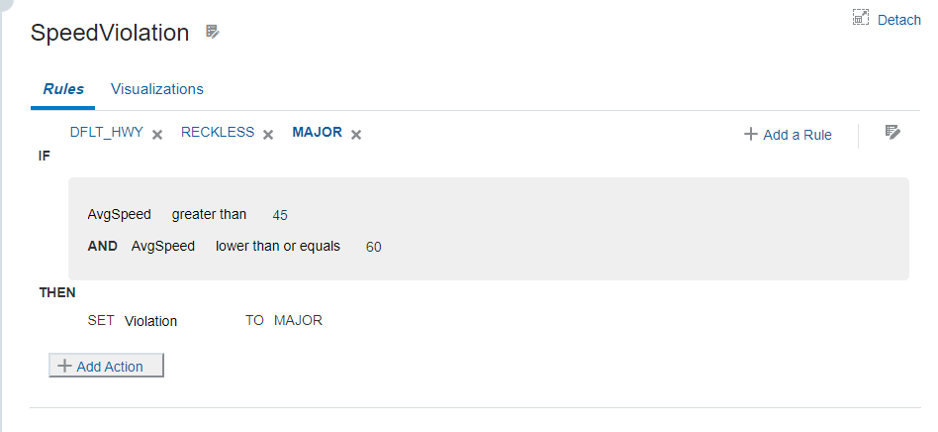 Detach
SpeedViolation
Rules Visualizations
DFLT_HWY RECKLESS MAJOR Add a Rule
IF
AvgSpeed greater than 45
AND AvgSpeed lower than or equals 60
THEN
SET Violation TO MAJOR
Add Action